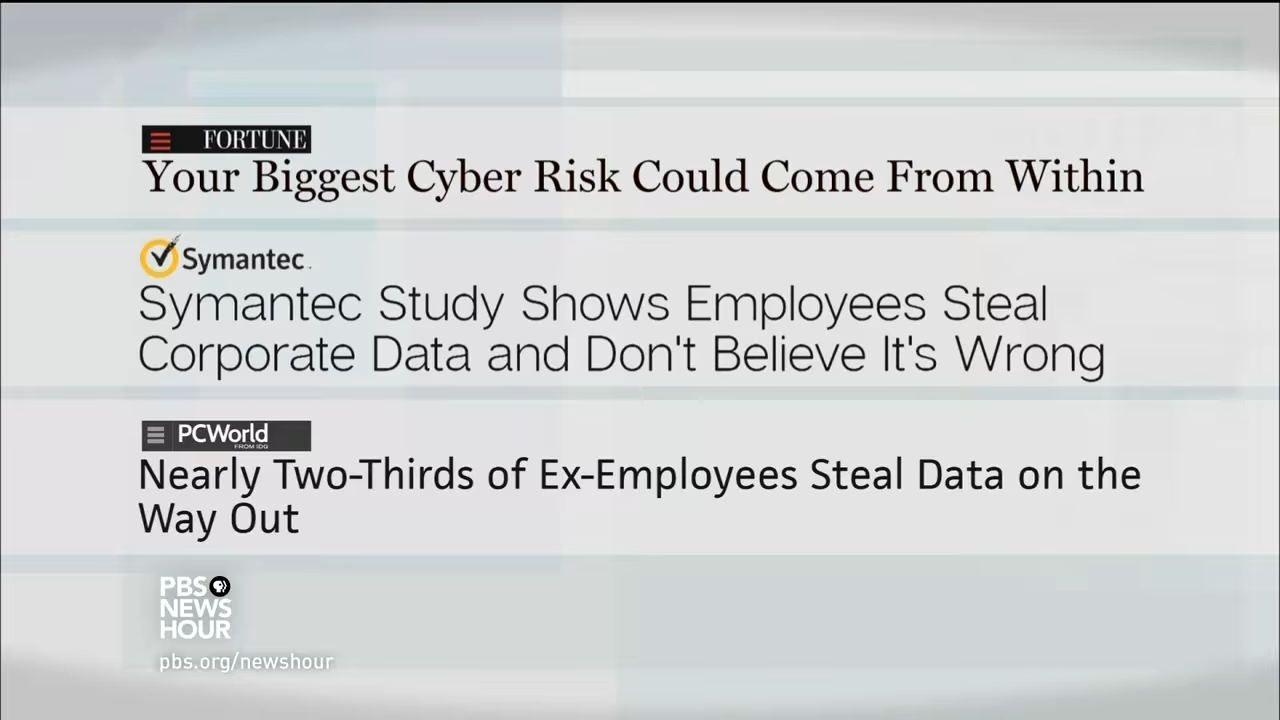 FORTUNE
Your Biggest Cyber Risk Could Come From Within
Symantec.
Symantec Study Shows Employees Steal
Corporate Data and Don't Believe It's Wrong
PCWorld
FROM IDG
Nearly Two-Thirds of Ex-Employees Steal Data on the
Way Out
PBS
NEWS
HOUR
pbs.org/newshour